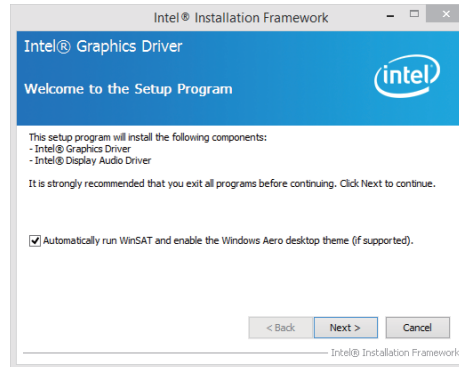 Intel® Installation Framework
Intel® Graphics Driver
Welcome to the Setup Program
intel
This setup program will install the following components:
- Intel® Graphics Driver
- Intel® Display Audio Driver
It is strongly recommended that you exit all programs before continuing. Click Next to continue.
Automatically run WinSAT and enable the Windows Aero desktop theme (if supported).
< Back Next > Cancel
Intel® Installation Framework